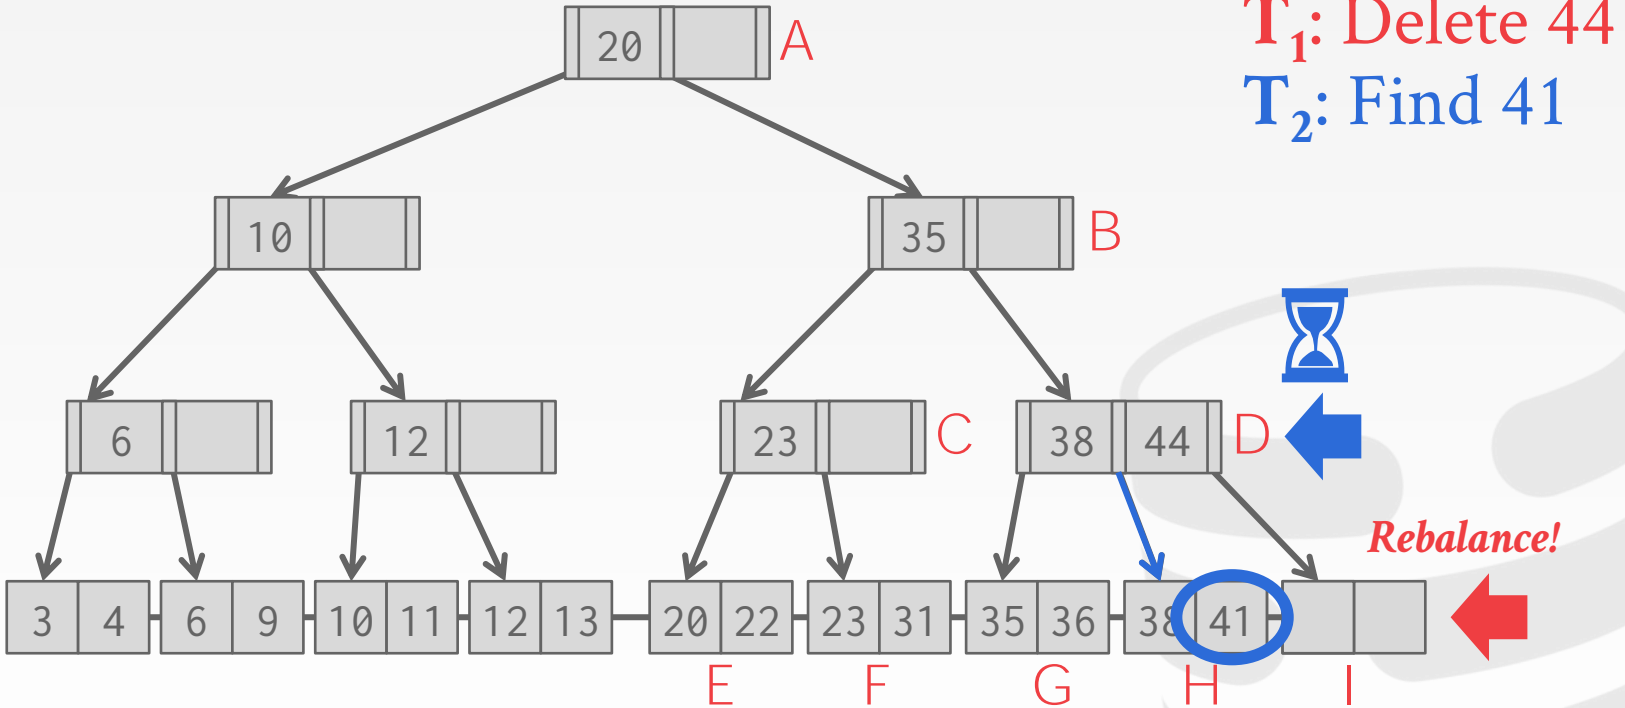 T1: Delete 44
20 A
T2: Find 41
10
35 B
6
12
23 C
38 44 D
Rebalance!
3 4 6 9 10 11 12 13 20 22 23 31 35 36 38 41
E F G H I